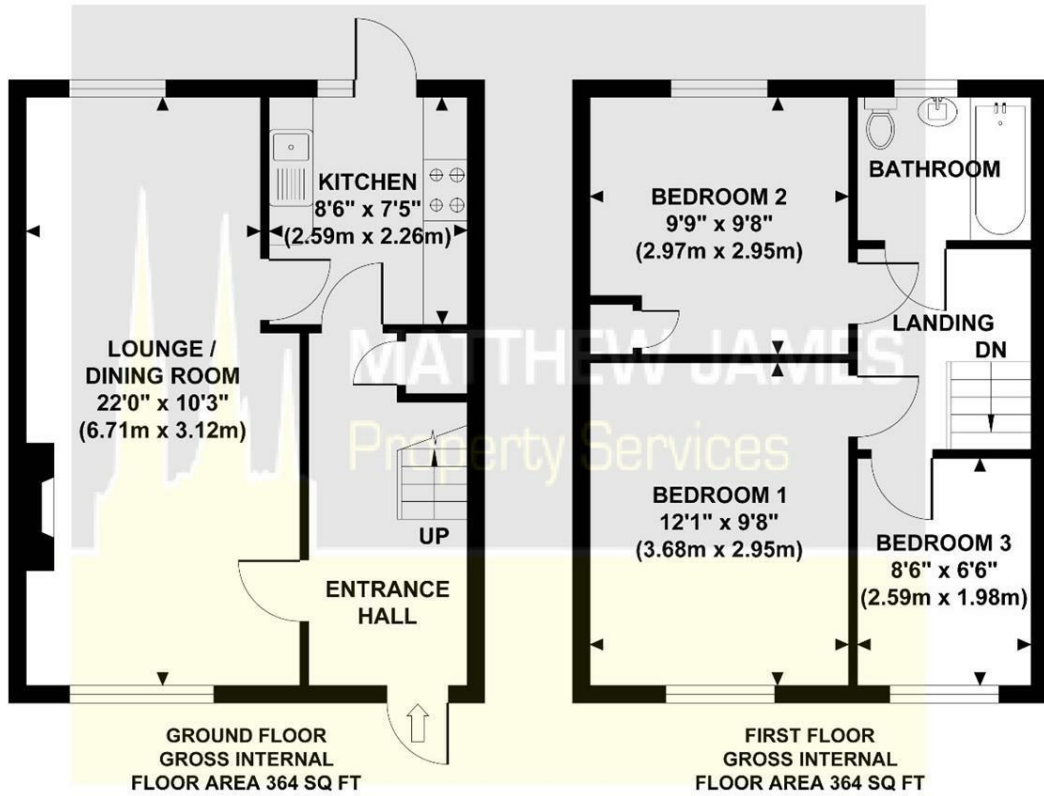 KITCHEN
8'6" x 7'5"
(2.59m x 2.26m)
LOUNGE /
DINING ROOM
22'0" x 10'3"
(6.71m x 3.12m)
UP
ENTRANCE
HALL
GROUND FLOOR
GROSS INTERNAL
FLOOR AREA 364 SQ FT
BEDROOM 2
9'9" x 9'8"
(2.97m x 2.95m)
BATHROOM
LANDING
DN
BEDROOM 1
12'1" x 9'8"
(3.68m x 2.95m)
BEDROOM 3
8'6" x 6'6"
(2.59m x 1.98m)
FIRST FLOOR
GROSS INTERNAL
FLOOR AREA 364 SQ FT
MATTHEW JAMES
Property Services